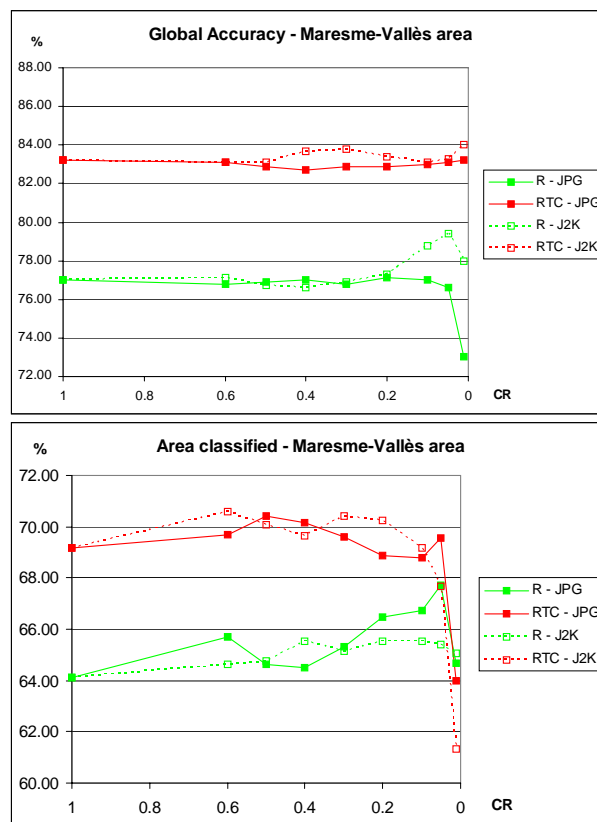 Global Accuracy - Maresme-Vallès area
%
88.00
86.00
84.00
82.00
80.00
78.00
76.00
74.00
72.00
1 0.8 0.6 0.4 0.2 0 CR
R - JPG
RTC - JPG
R - J2K
RTC - J2K
Area classified - Maresme-Vallès area
%
72.00
70.00
68.00
66.00
64.00
62.00
60.00
1 0.8 0.6 0.4 0.2 0 CR
R - JPG
RTC - JPG
R - J2K
RTC - J2K